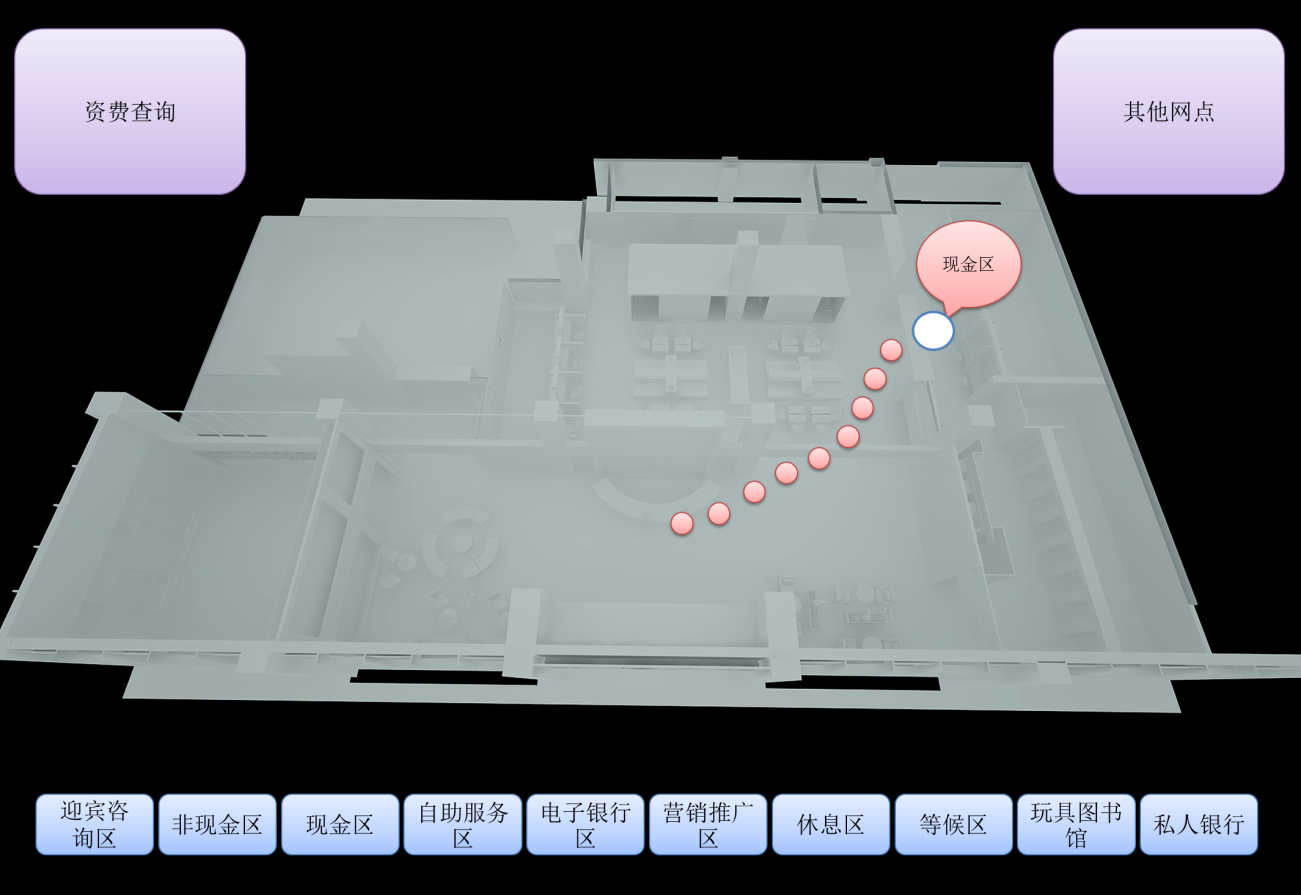 资费查询
其他网点
现金区
迎宾咨
询区
非现金区
现金区
自助服务
区
电子银行
区
营销推广
区
休息区
等候区
玩具图书
馆
私人银行